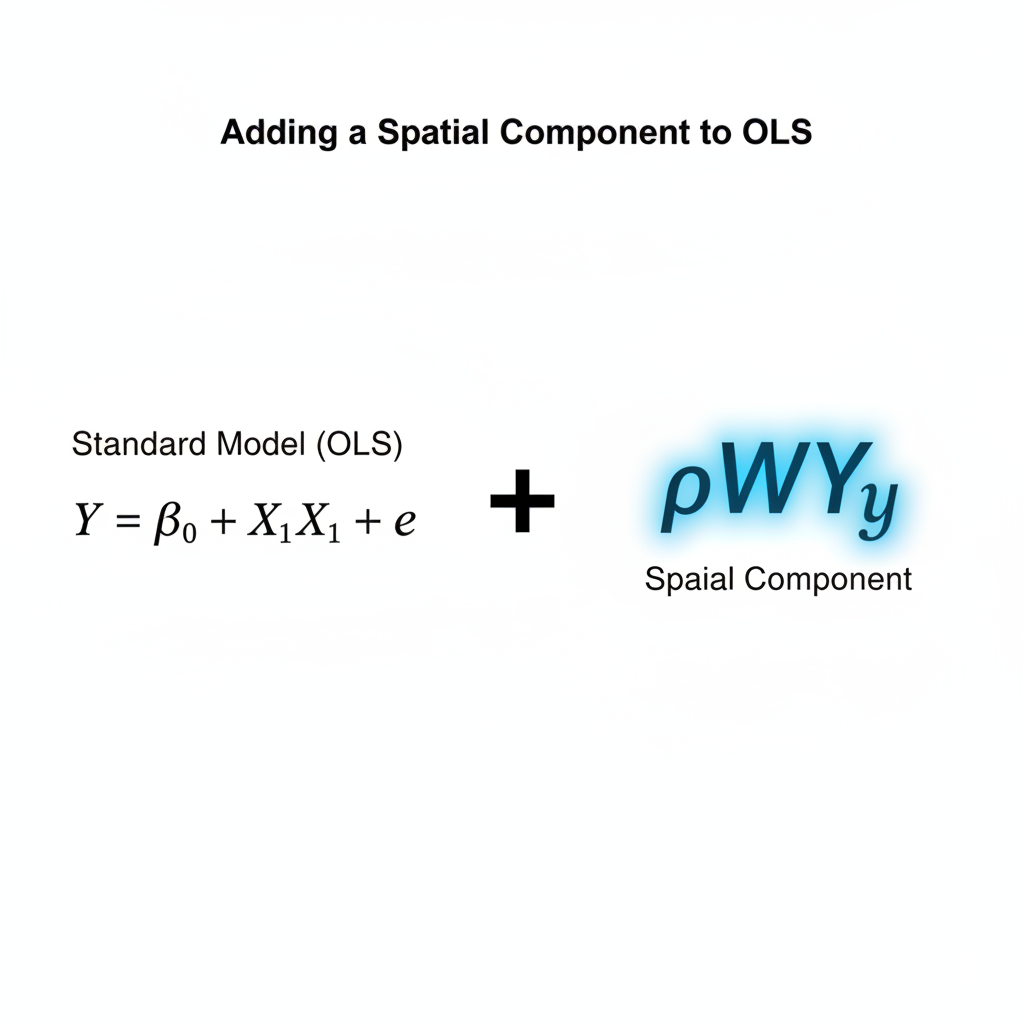 Adding a Spatial Component to OLS
Standard Model (OLS)
Y = β₀ + X₁X₁ + e
+
ρWYy
Spaial Component